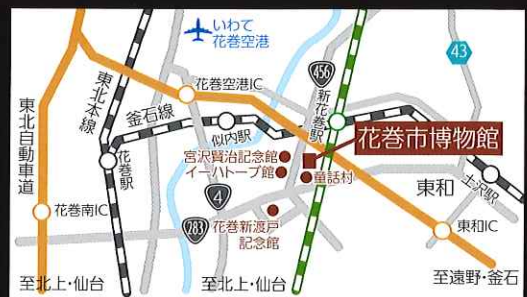 いわて
花巻空港
43
456
花巻空港IC
東北本線
釜石線
新花巻駅
東北自動車道
似内駅
花巻市博物館
花巻駅
宮沢賢治記念館
イーハトーブ館
童話村
土沢駅
東和
4
花巻南IC
283
花巻新渡戸
記念館
東和IC
至北上・仙台
至北上・仙台
至遠野・釜石